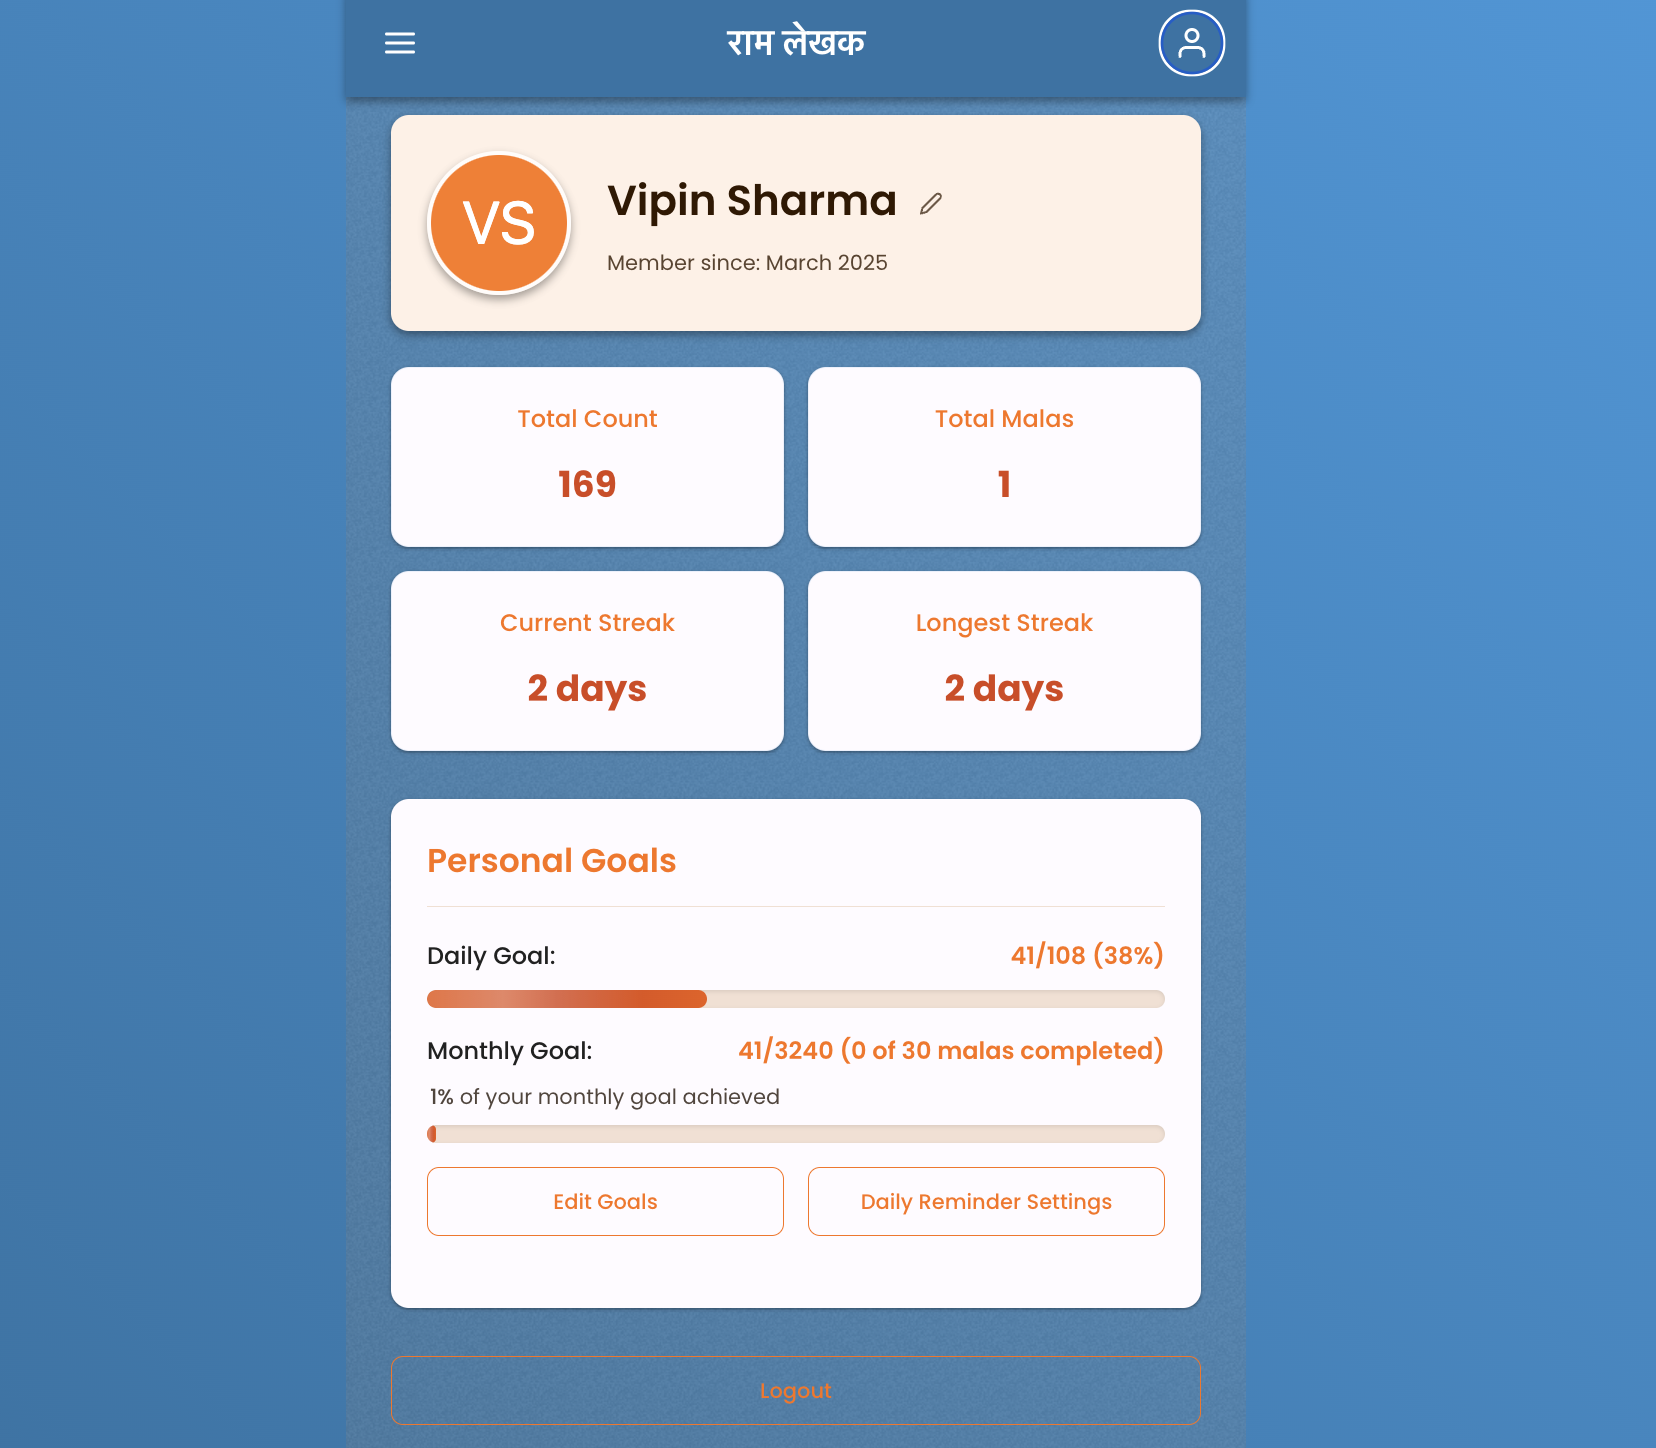 राम लेखक
VS
Vipin Sharma
Member since: March 2025
Total Count
169
Total Malas
1
Current Streak
2 days
Longest Streak
2 days
Personal Goals
Daily Goal: 41/108 (38%)
Monthly Goal: 41/3240 (0 of 30 malas completed)
1% of your monthly goal achieved
Edit Goals
Daily Reminder Settings
Logout